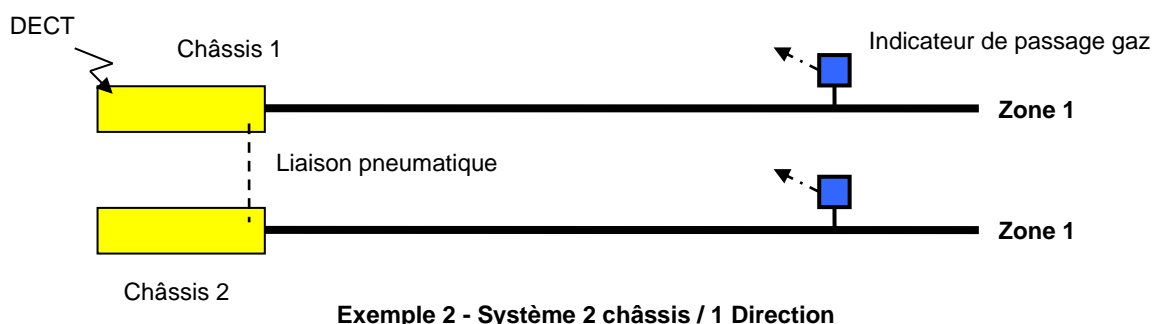 DECT
Châssis 1
Indicateur de passage gaz
Zone 1
Liaison pneumatique
Zone 1
Châssis 2
Exemple 2 - Système 2 châssis / 1 Direction